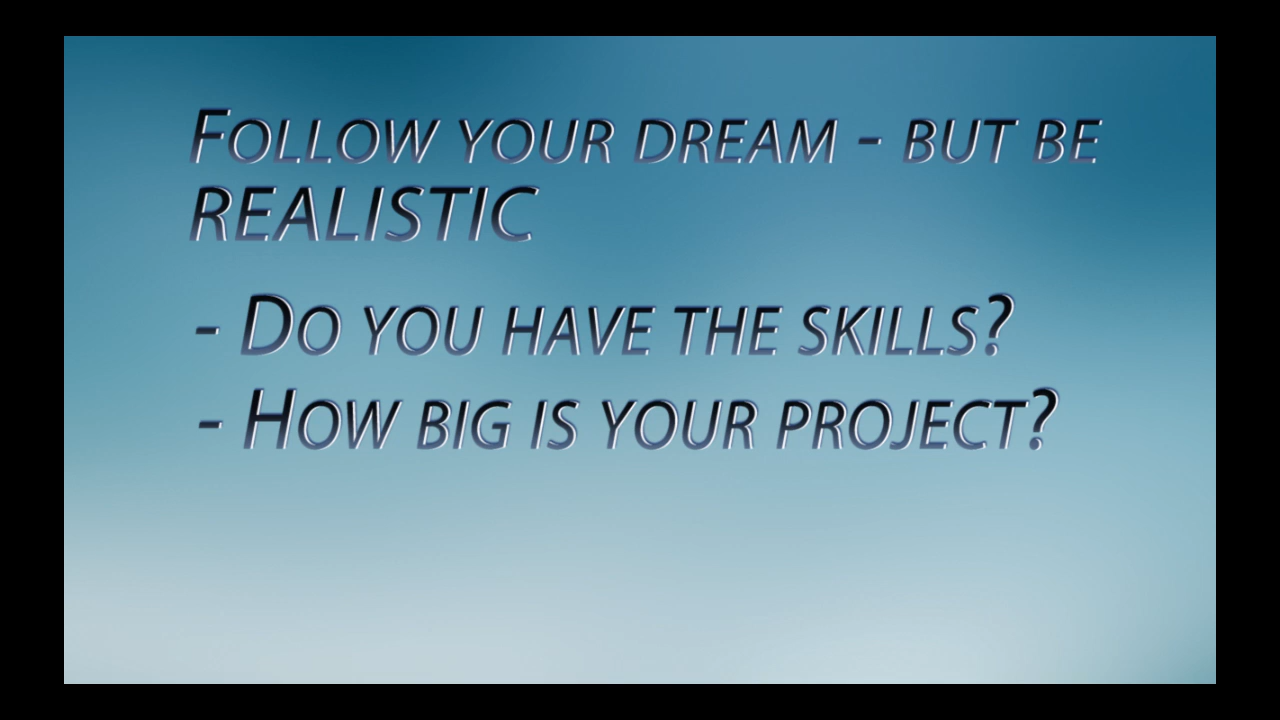 Follow your dream - but be
realistic
- Do you have the skills?
- How big is your project?